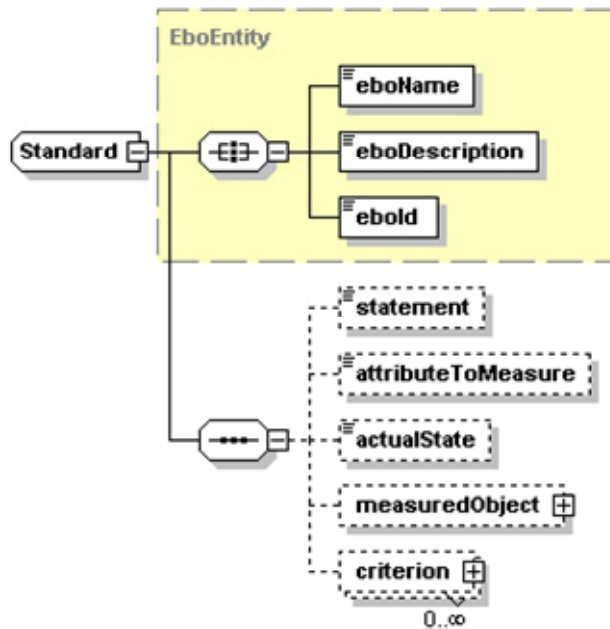 EboEntity
eboName
Standard
eboDescription
eboId
statement
attributeToMeasure
actualState
measuredObject
criterion
0..∞